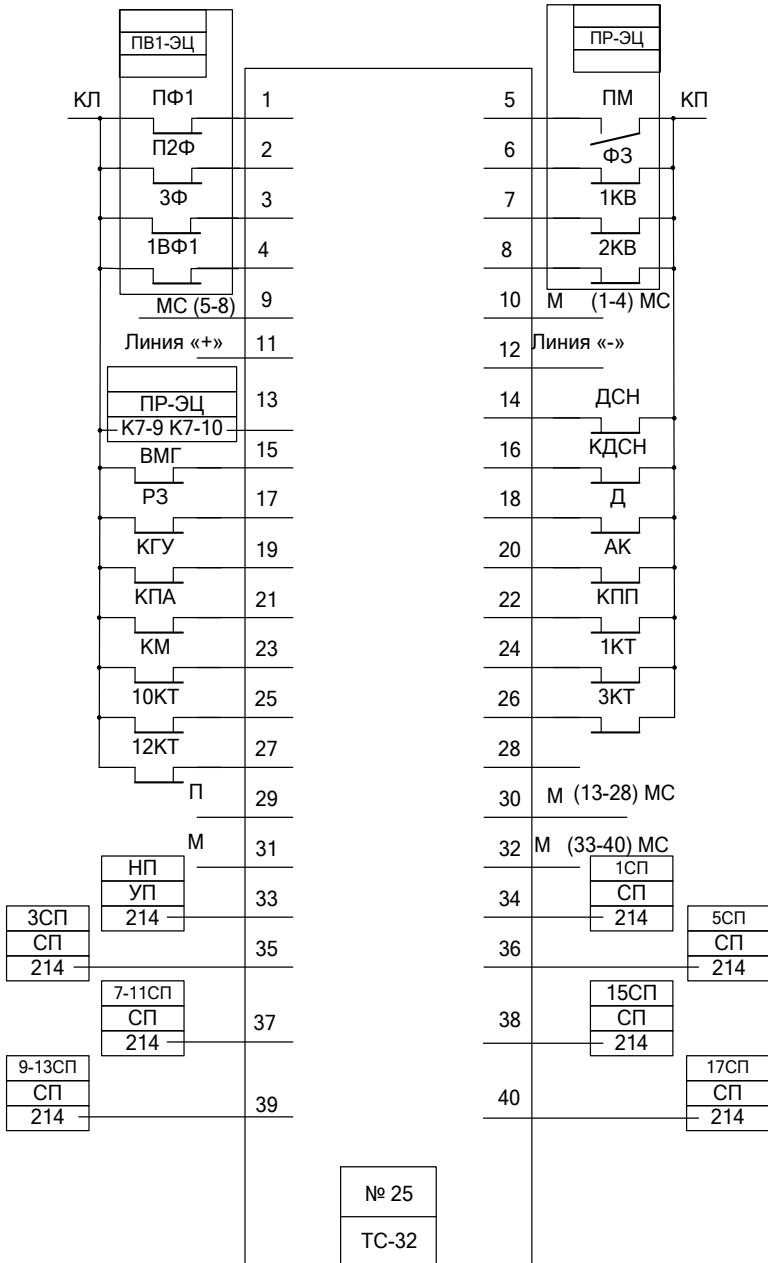 ПВ1-ЭЦ
ПР-ЭЦ
КЛ ПФ1 1 5 ПМ КП
П2Ф 2 6 ФЗ
3Ф 3 7 1КВ
1ВФ1 4 8 2КВ
МС (5-8) 9 10 М (1-4) МС
Линия «+» 11 12 Линия «-»
ПР-ЭЦ 13 14 ДСН
К7-9 К7-10
ВМГ 15 16 КДСН
РЗ 17 18 Д
КГУ 19 20 АК
КПА 21 22 КПП
КМ 23 24 1КТ
10КТ 25 26 3КТ
12КТ 27 28
П 29 30 М (13-28) МС
М 31 32 М (33-40) МС
НП 1СП
УП 33 34 СП
214 214
3СП 5СП
СП 35 36 СП
214 214
7-11СП 15СП
СП 37 38 СП
214 214
9-13СП 17СП
СП 39 40 СП
214 214
№ 25
ТС-32